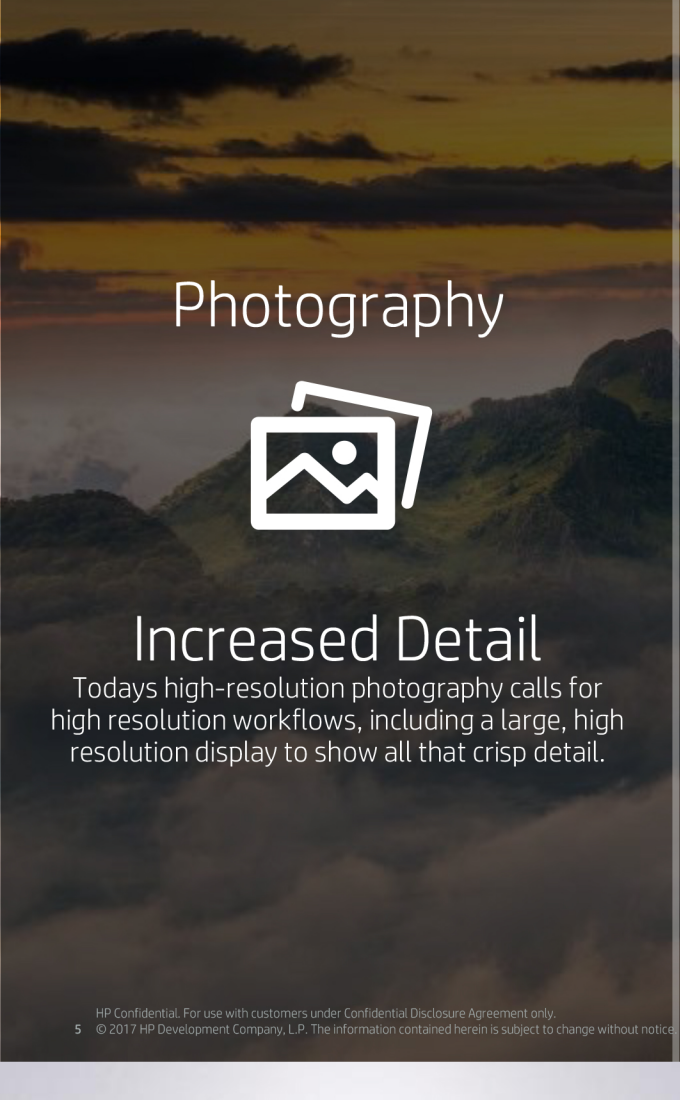 Photography
Increased Detail
Todays high-resolution photography calls for
high resolution workflows, including a large, high
resolution display to show all that crisp detail.
HP Confidential. For use with customers under Confidential Disclosure Agreement only.
5 © 2017 HP Development Company, L.P. The information contained herein is subject to change without notice.